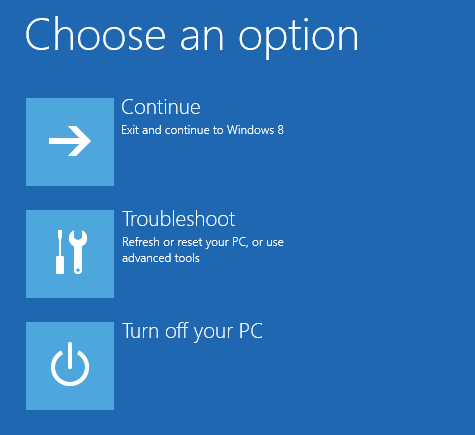 Choose an option
Continue
Exit and continue to Windows 8
Troubleshoot
Refresh or reset your PC, or use
advanced tools
Turn off your PC